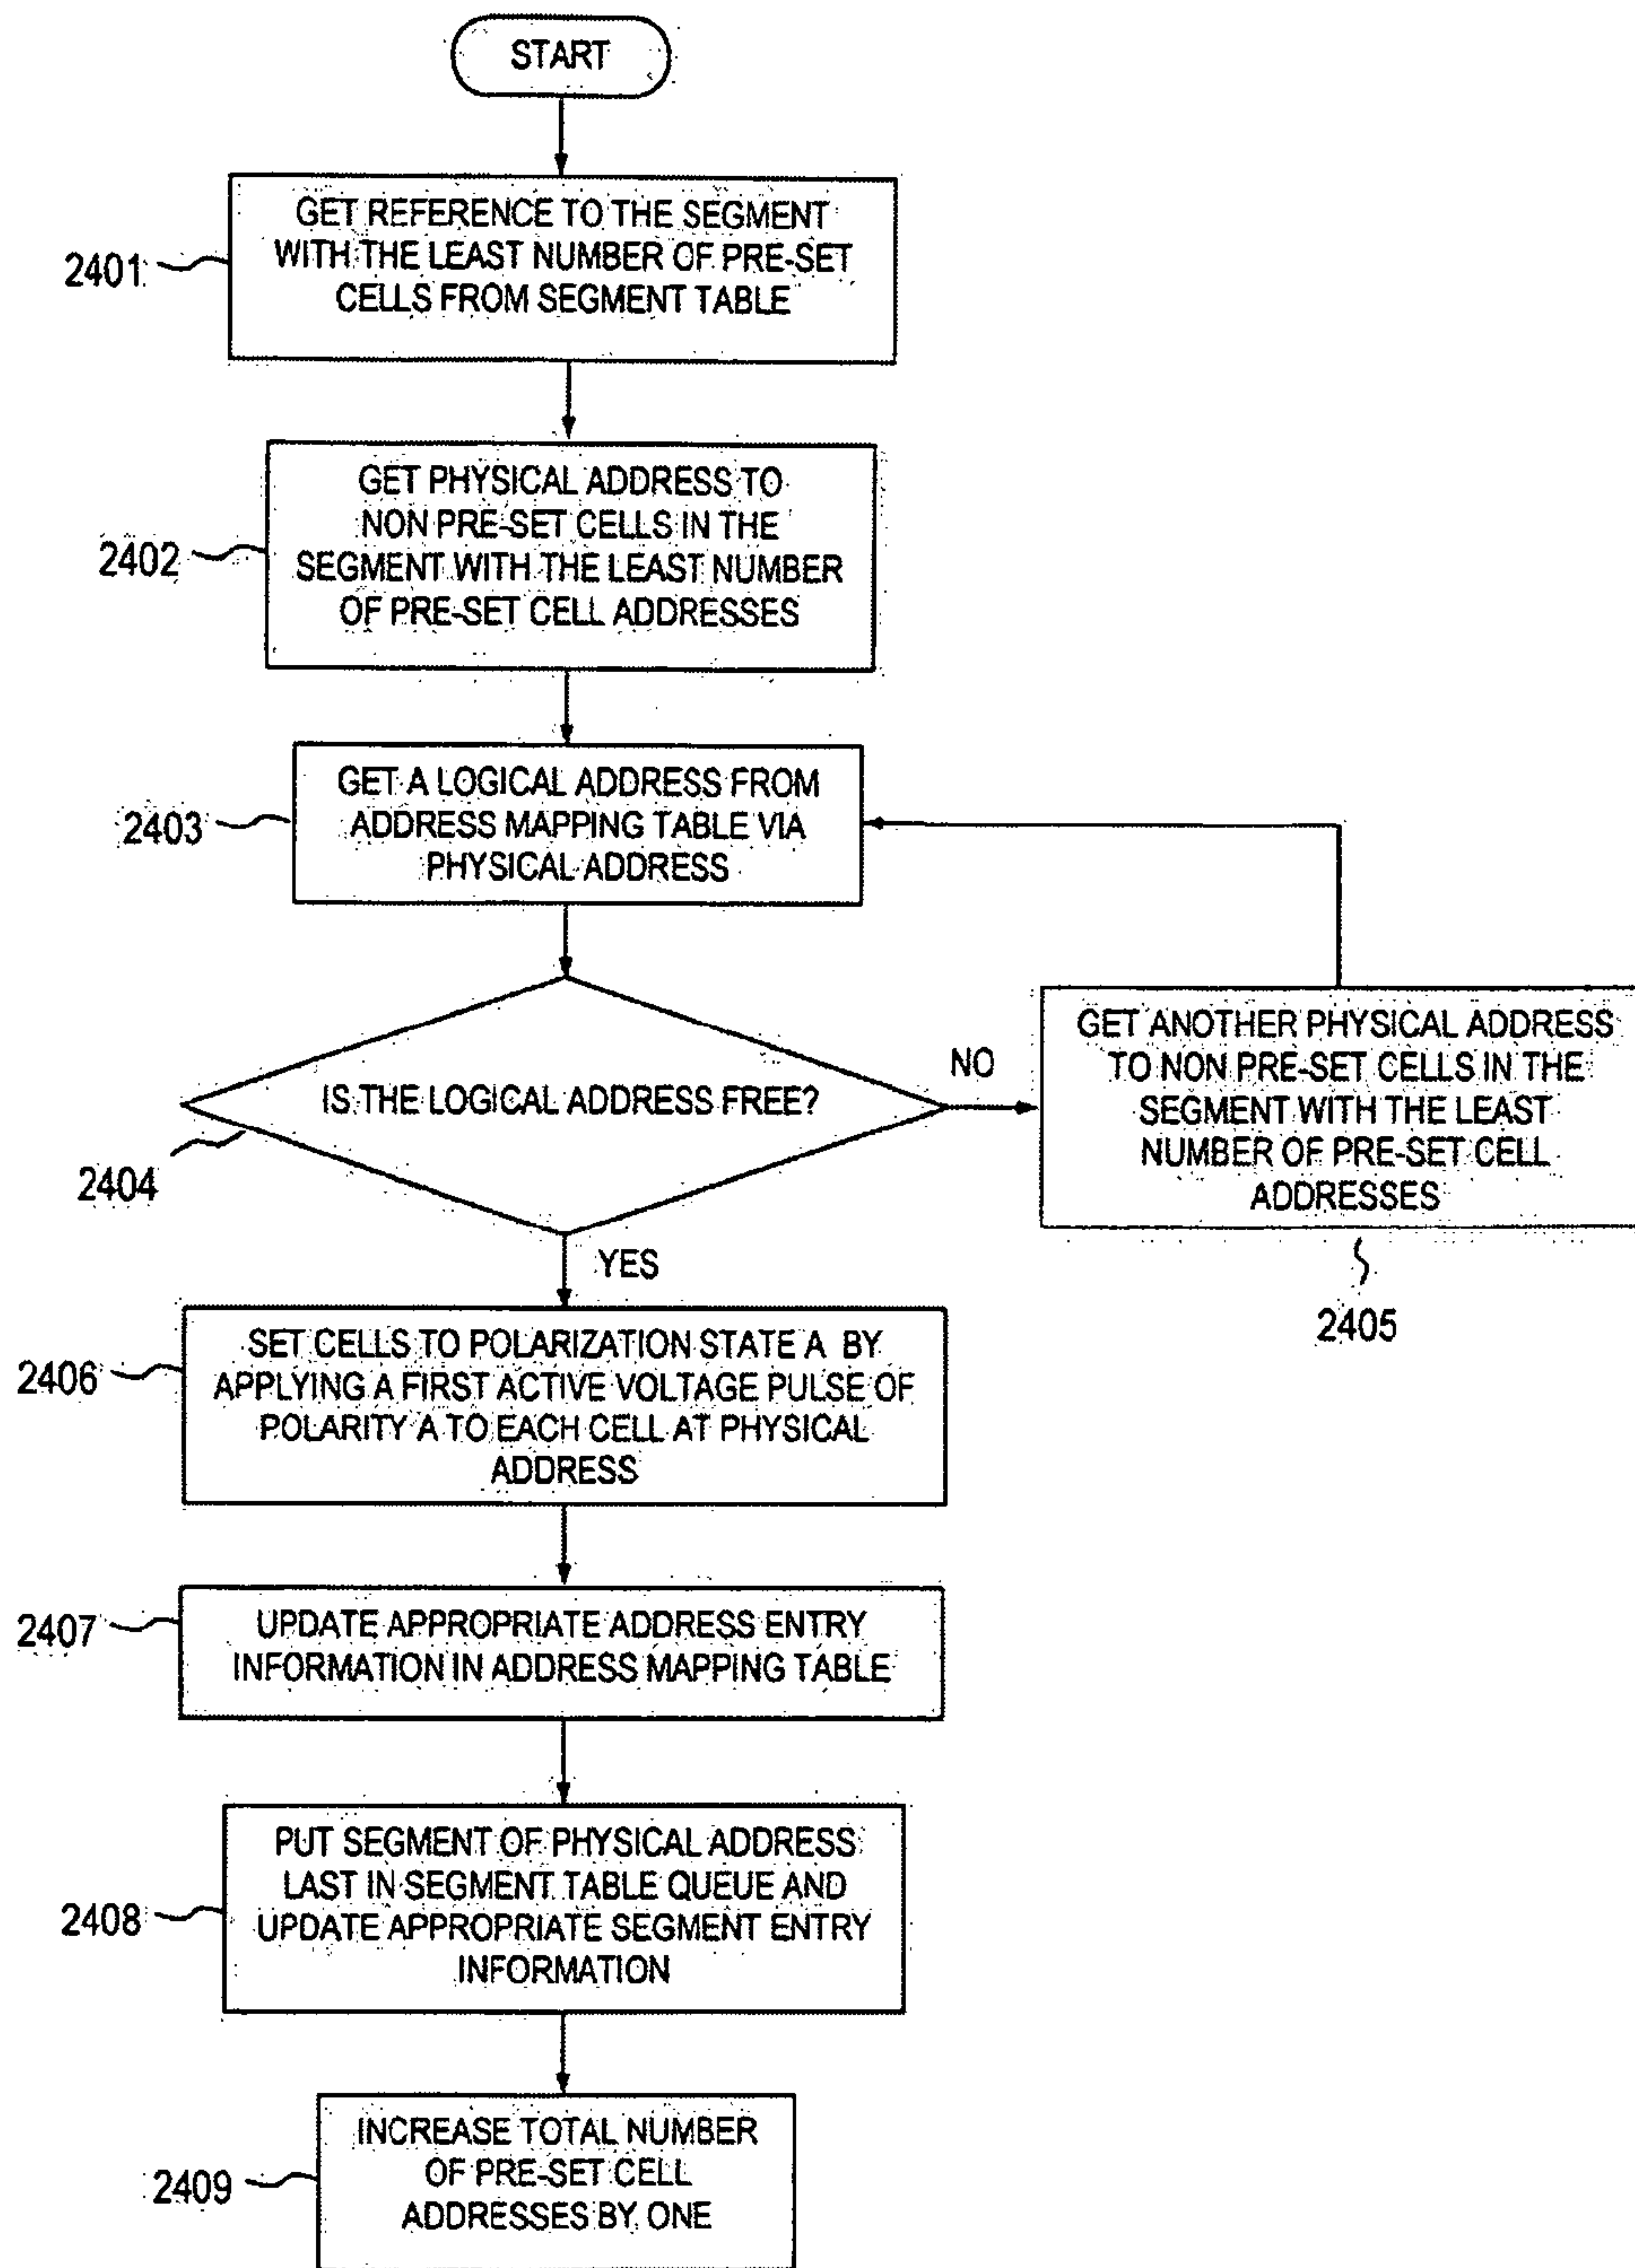 START
GET REFERENCE TO THE SEGMENT
WITH THE LEAST NUMBER OF PRE-SET
CELLS FROM SEGMENT TABLE
2401
GET PHYSICAL ADDRESS TO
NON PRE-SET CELLS IN THE
SEGMENT WITH THE LEAST NUMBER
OF PRE-SET CELL ADDRESSES
2402
GET A LOGICAL ADDRESS FROM
ADDRESS MAPPING TABLE VIA
PHYSICAL ADDRESS
2403
IS THE LOGICAL ADDRESS FREE?
2404
NO
GET ANOTHER PHYSICAL ADDRESS
TO NON PRE-SET CELLS IN THE
SEGMENT WITH THE LEAST
NUMBER OF PRE-SET CELL
ADDRESSES
2405
YES
SET CELLS TO POLARIZATION STATE A BY
APPLYING A FIRST ACTIVE VOLTAGE PULSE OF
POLARITY A TO EACH CELL AT PHYSICAL
ADDRESS
2406
UPDATE APPROPRIATE ADDRESS ENTRY
INFORMATION IN ADDRESS MAPPING TABLE
2407
PUT SEGMENT OF PHYSICAL ADDRESS
LAST IN SEGMENT TABLE QUEUE AND
UPDATE APPROPRIATE SEGMENT ENTRY
INFORMATION
2408
INCREASE TOTAL NUMBER
OF PRE-SET CELL
ADDRESSES BY ONE
2409